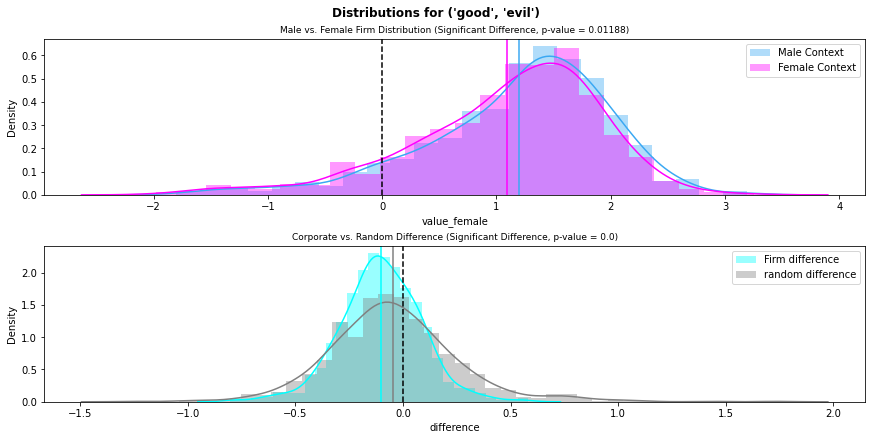 Distributions for ('good', 'evil')
Male vs. Female Firm Distribution (Significant Difference, p-value = 0.01188)
Male Context
Female Context
Density
0.6
0.5
0.4
0.3
0.2
0.1
0.0
−2 −1 0 1 2 3 4
value_female
Corporate vs. Random Difference (Significant Difference, p-value = 0.0)
Firm difference
random difference
Density
2.0
1.5
1.0
0.5
0.0
−1.5 −1.0 −0.5 0.0 0.5 1.0 1.5 2.0
difference